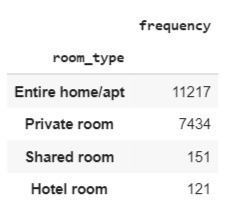 frequency
room_type
Entire home/apt 11217
Private room 7434
Shared room 151
Hotel room 121